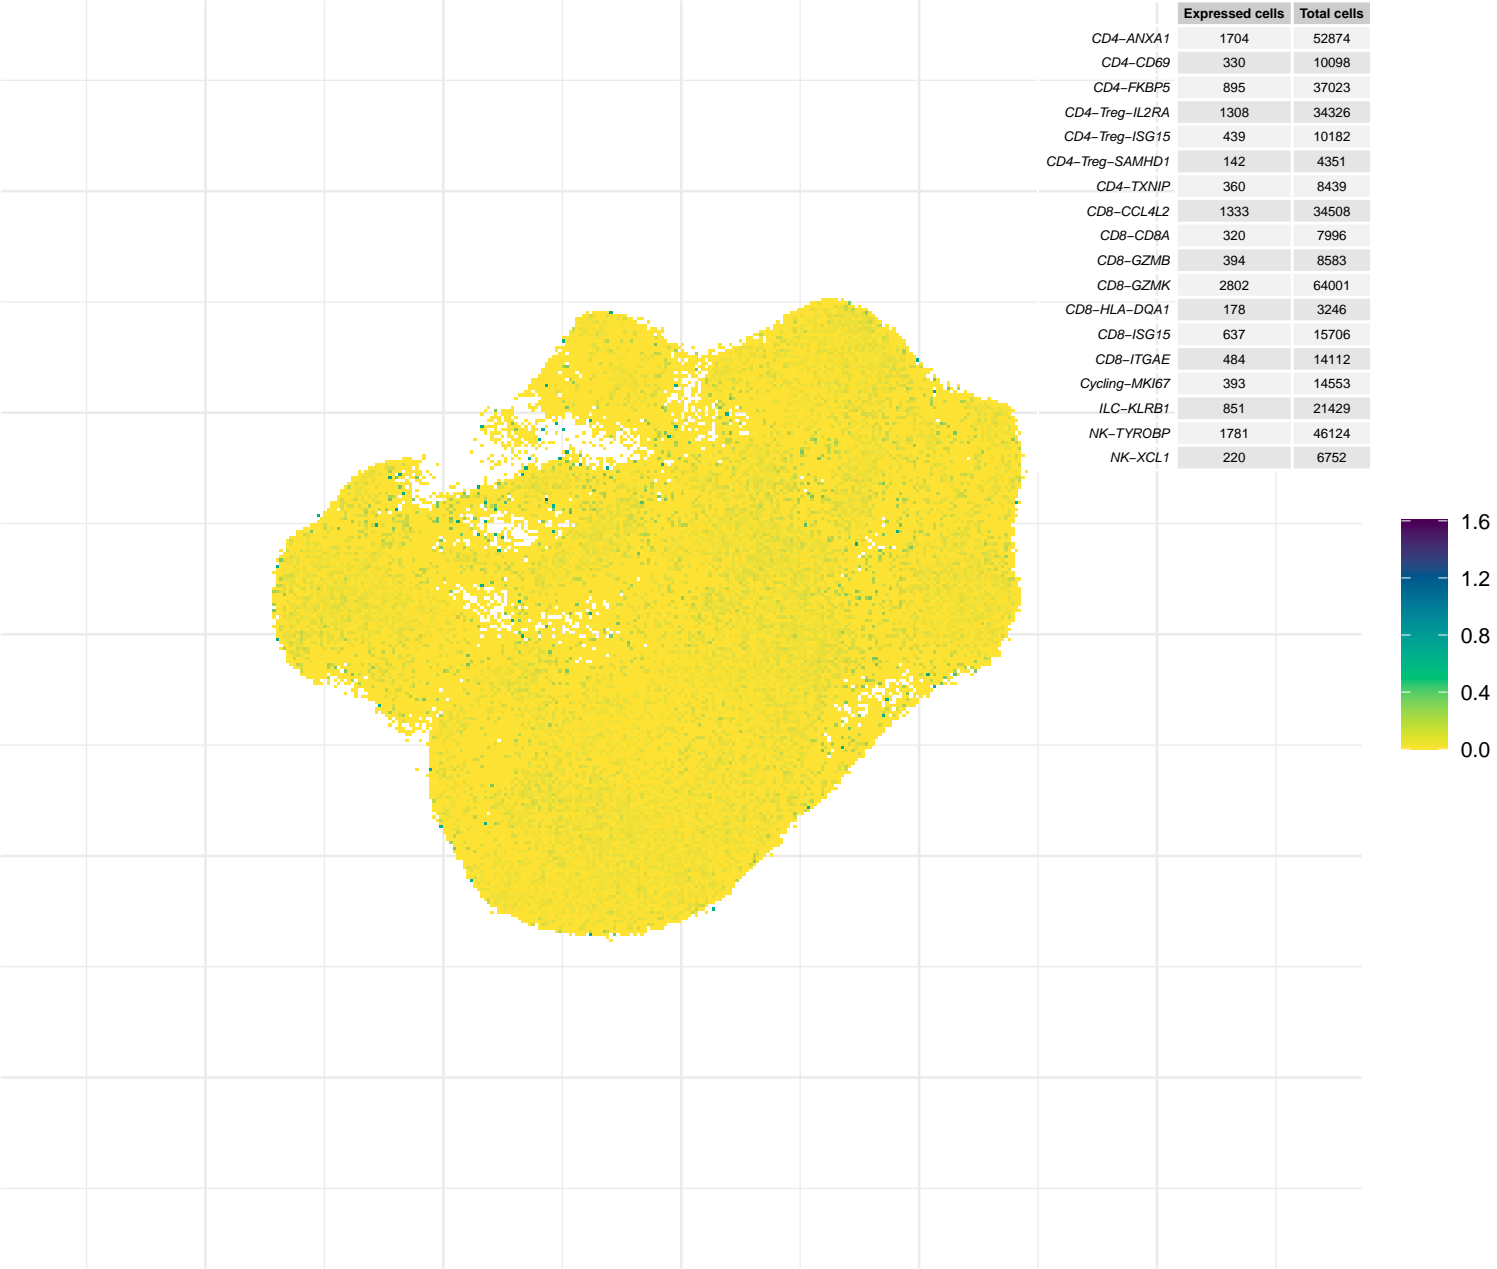 Expressed cells Total cells
CD4−ANXA1 1704 52874
CD4−CD69 330 10098
CD4−FKBP5 895 37023
CD4−Treg−IL2RA 1308 34326
CD4−Treg−ISG15 439 10182
CD4−Treg−SAMHD1 142 4351
CD4−TXNIP 360 8439
CD8−CCL4L2 1333 34508
CD8−CD8A 320 7996
CD8−GZMB 394 8583
CD8−GZMK 2802 64001
CD8−HLA−DQA1 178 3246
CD8−ISG15 637 15706
CD8−ITGAE 484 14112
Cycling−MKI67 393 14553
ILC−KLRB1 851 21429
NK−TYROBP 1781 46124
NK−XCL1 220 6752
1.6
1.2
0.8
0.4
0.0